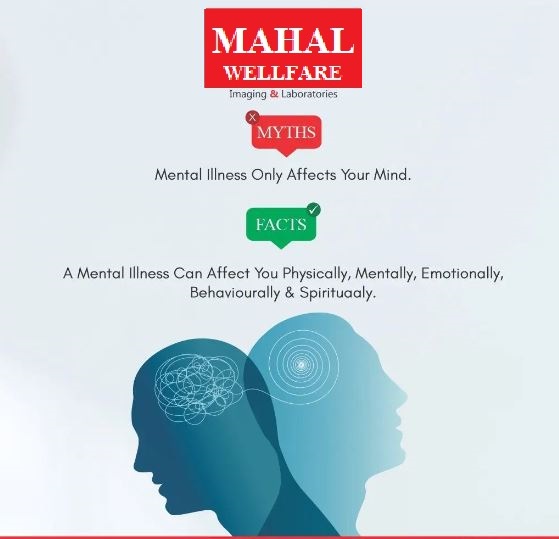 MAHAL
WELLFARE
Imaging & Laboratories
X
MYTHS
Mental Illness Only Affects Your Mind.
FACTS
A Mental Illness Can Affect You Physically, Mentally, Emotionally,
Behaviourally & Spirituaaly.